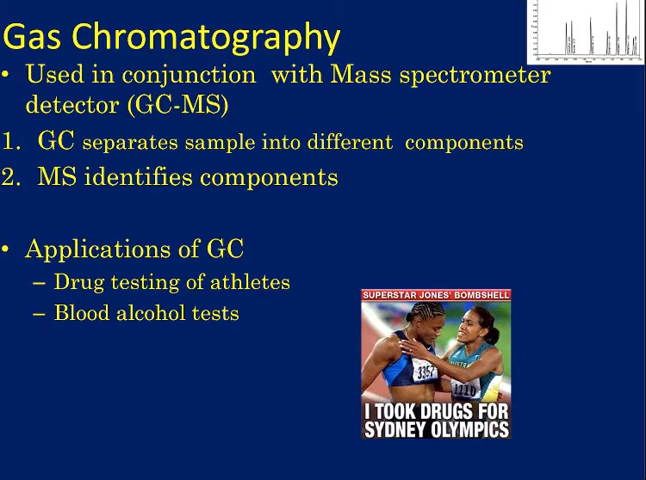 Gas Chromatography
• Used in conjunction with Mass spectrometer
detector (GC-MS)
1. GC separates sample into different components
2. MS identifies components
• Applications of GC
– Drug testing of athletes
– Blood alcohol tests
SUPERSTAR JONES' BOMBSHELL
3357
1110
I TOOK DRUGS FOR
SYDNEY OLYMPICS